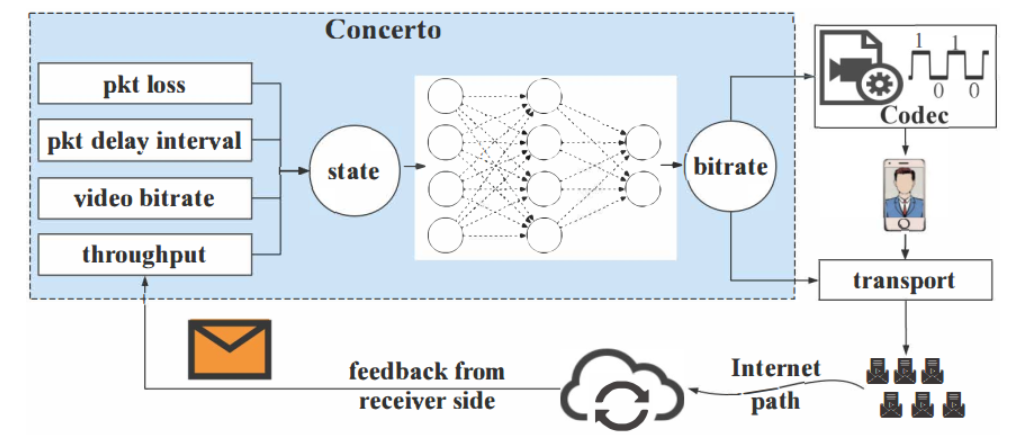 Concerto
pkt loss
pkt delay interval
video bitrate
throughput
state
bitrate
1 1
0 0
Codec
transport
Internet
path
feedback from
receiver side